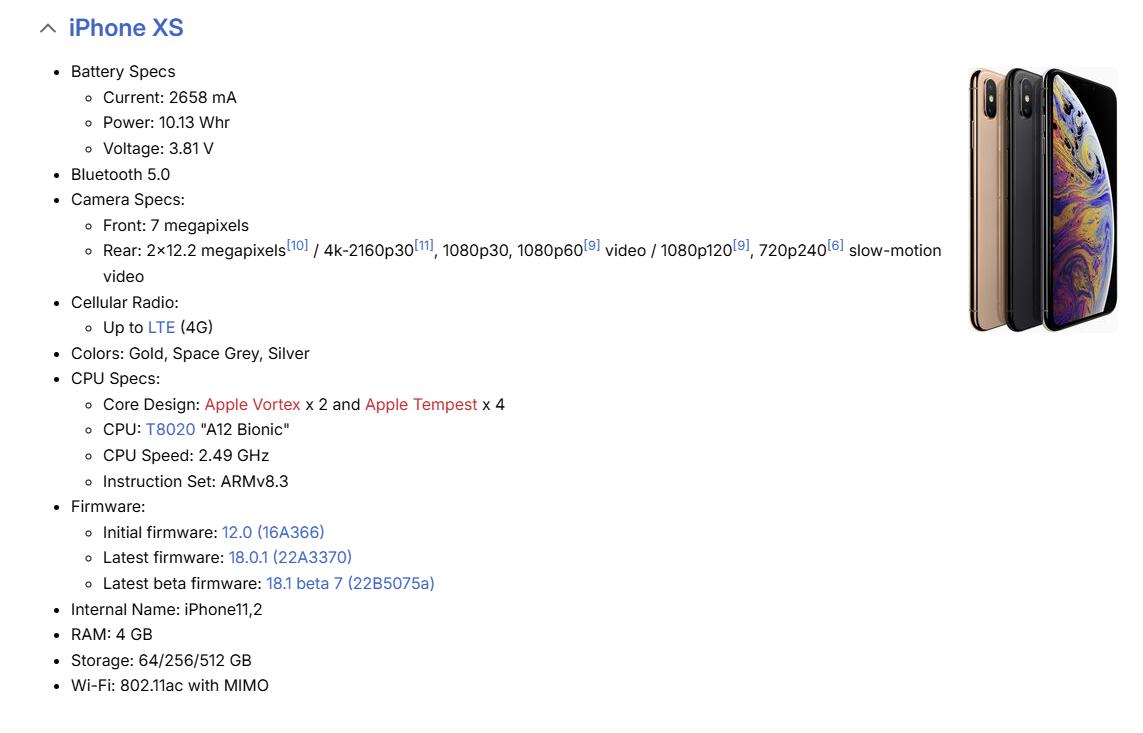 iPhone XS
• Battery Specs
◦ Current: 2658 mA
◦ Power: 10.13 Whr
◦ Voltage: 3.81 V
• Bluetooth 5.0
• Camera Specs:
◦ Front: 7 megapixels
◦ Rear: 2×12.2 megapixels[10] / 4k-2160p30[11], 1080p30, 1080p60[9] video / 1080p120[9], 720p240[6] slow-motion
video
• Cellular Radio:
◦ Up to LTE (4G)
• Colors: Gold, Space Grey, Silver
• CPU Specs:
◦ Core Design: Apple Vortex x 2 and Apple Tempest x 4
◦ CPU: T8020 "A12 Bionic"
◦ CPU Speed: 2.49 GHz
◦ Instruction Set: ARMv8.3
• Firmware:
◦ Initial firmware: 12.0 (16A366)
◦ Latest firmware: 18.0.1 (22A3370)
◦ Latest beta firmware: 18.1 beta 7 (22B5075a)
• Internal Name: iPhone11,2
• RAM: 4 GB
• Storage: 64/256/512 GB
• Wi-Fi: 802.11ac with MIMO